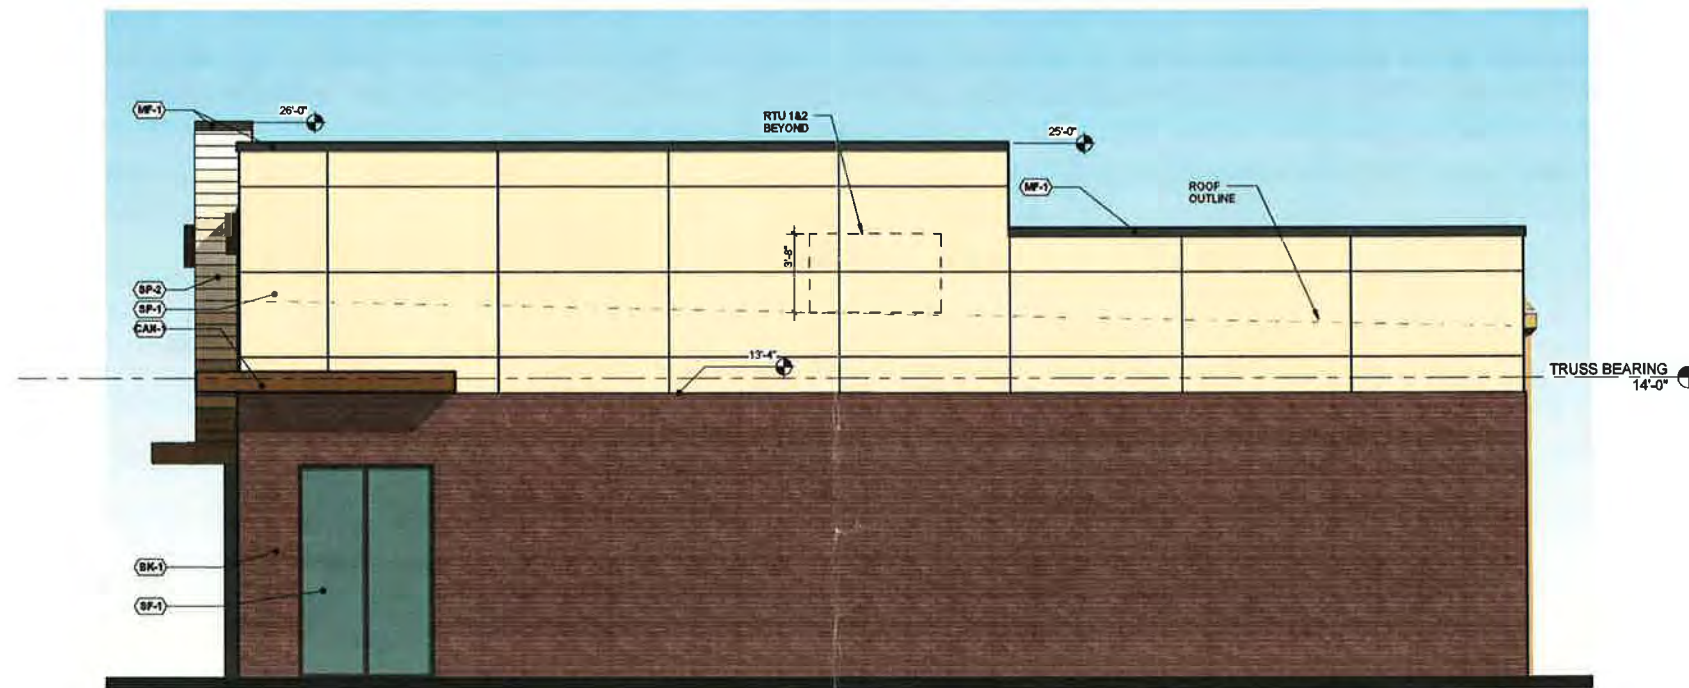 MF-1
26'-0"
RTU 1&2
BEYOND
25'-0"
MF-1
ROOF
OUTLINE
3'-8"
SP-2
SP-1
CAN-1
13'-4"
TRUSS BEARING
14'-0"
BK-1
SF-1